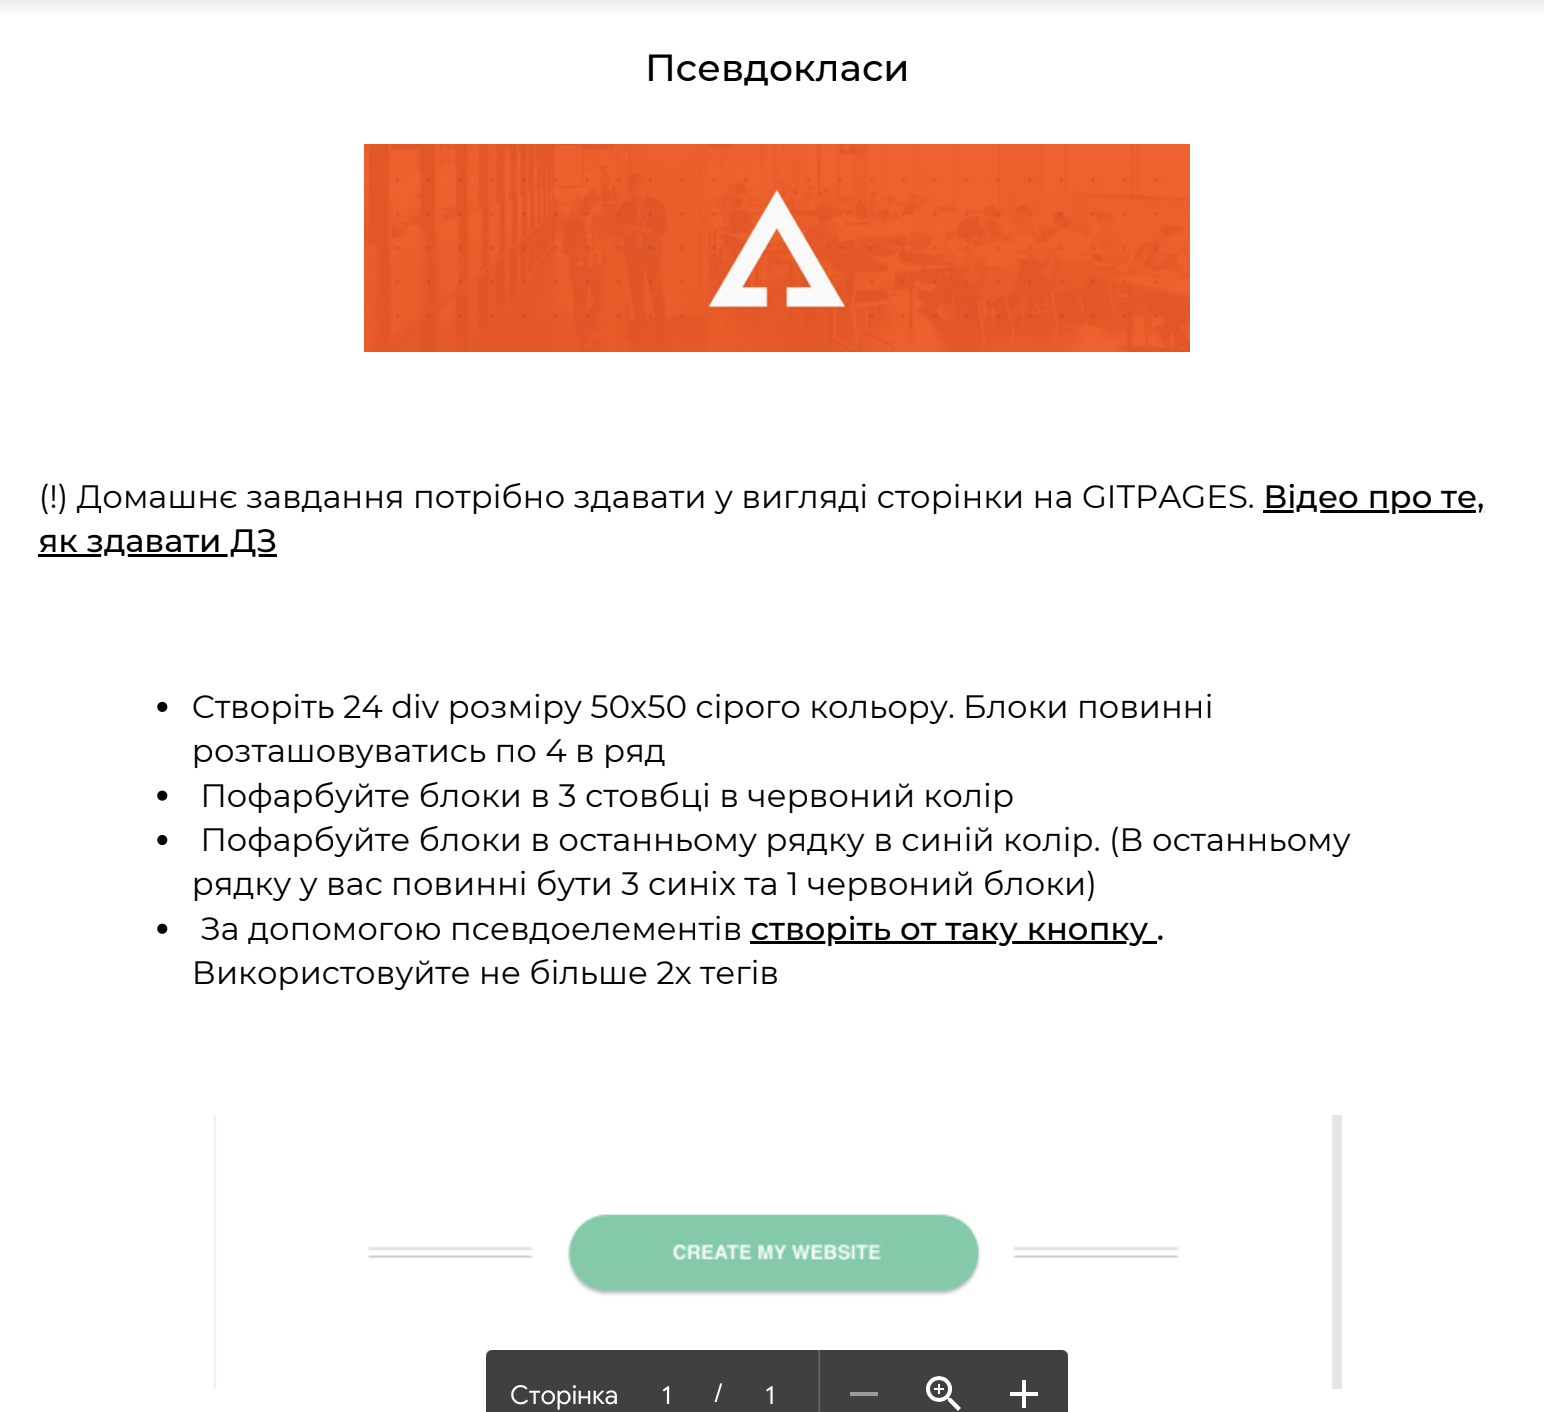 Псевдокласи
(!) Домашнє завдання потрібно здавати у вигляді сторінки на GITPAGES. Відео про те,
як здавати ДЗ
• Створіть 24 div розміру 50x50 сірого кольору. Блоки повинні
розташовуватись по 4 в ряд
• Пофарбуйте блоки в 3 стовбці в червоний колір
• Пофарбуйте блоки в останньому рядку в синій колір. (В останньому
рядку у вас повинні бути 3 синіх та 1 червоний блоки)
• За допомогою псевдоелементів створіть от таку кнопку .
Використовуйте не більше 2х тегів
CREATE MY WEBSITE
Сторінка 1 / 1